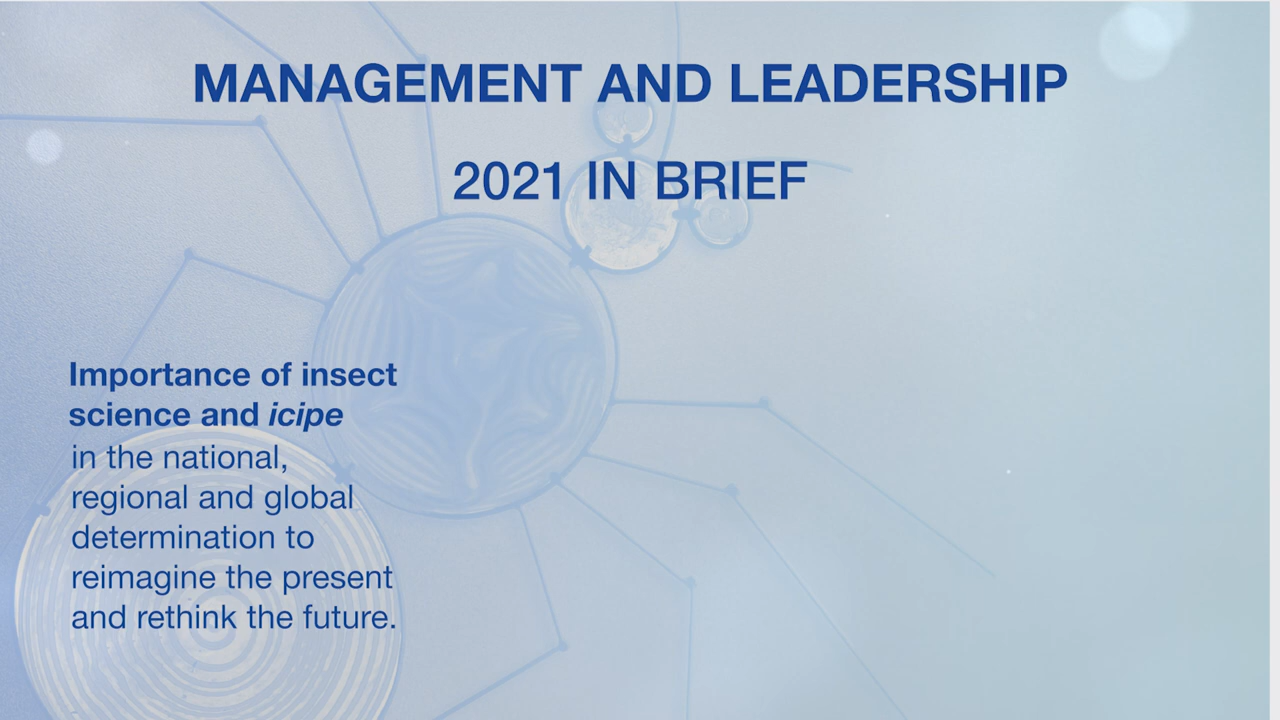 MANAGEMENT AND LEADERSHIP
2021 IN BRIEF
Importance of insect
science and icipe
in the national,
regional and global
determination to
reimagine the present
and rethink the future.